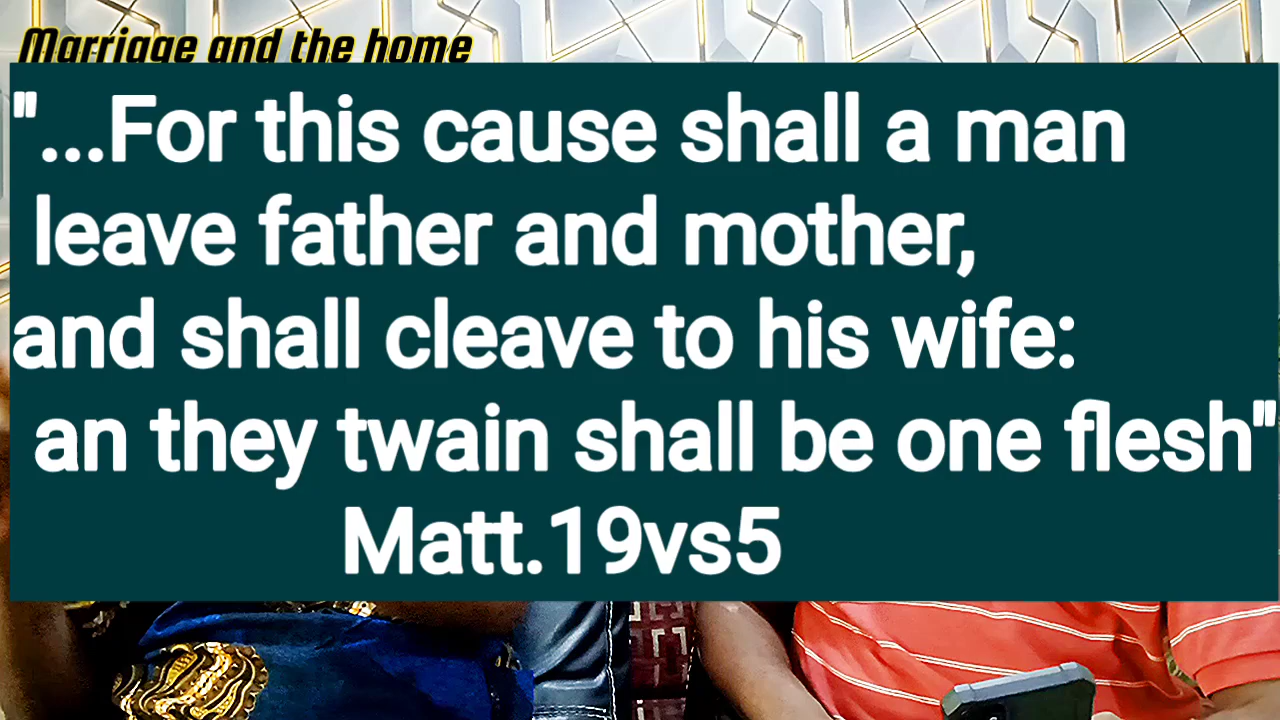 Marriage and the home
"...For this cause shall a man
leave father and mother,
and shall cleave to his wife:
an they twain shall be one flesh"
Matt.19vs5